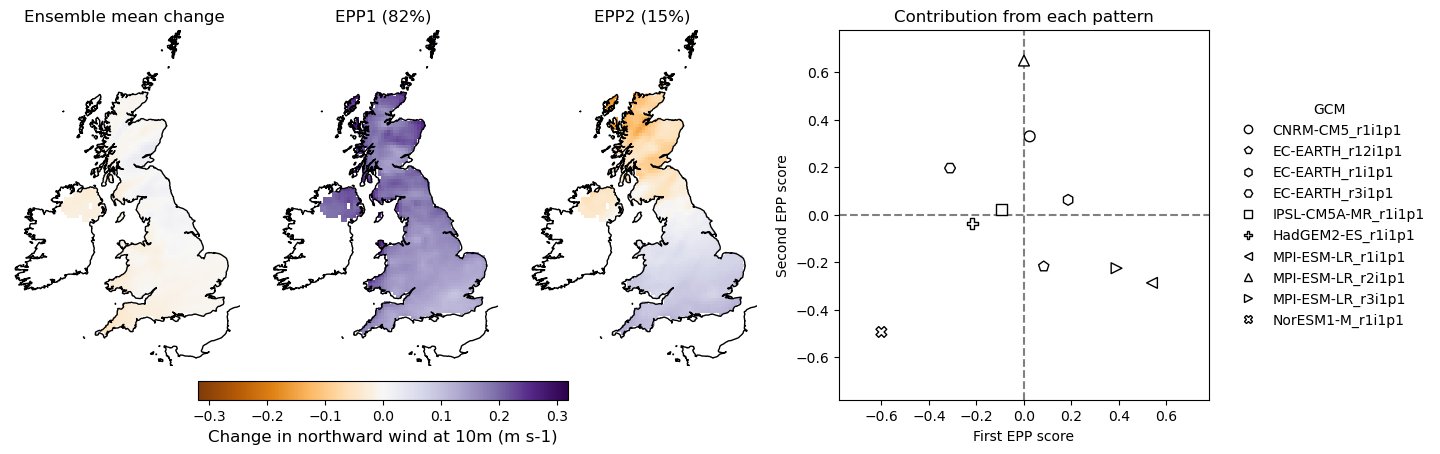 Ensemble mean change
EPP1 (82%)
EPP2 (15%)
Contribution from each pattern
−0.3
−0.2
−0.1
0.0
0.1
0.2
0.3
Change in northward wind at 10m (m s-1)
Second EPP score
0.6
0.4
0.2
0.0
−0.2
−0.4
−0.6
−0.6
−0.4
−0.2
0.0
0.2
0.4
0.6
First EPP score
GCM
CNRM-CM5_r1i1p1
EC-EARTH_r12i1p1
EC-EARTH_r1i1p1
EC-EARTH_r3i1p1
IPSL-CM5A-MR_r1i1p1
HadGEM2-ES_r1i1p1
MPI-ESM-LR_r1i1p1
MPI-ESM-LR_r2i1p1
MPI-ESM-LR_r3i1p1
NorESM1-M_r1i1p1